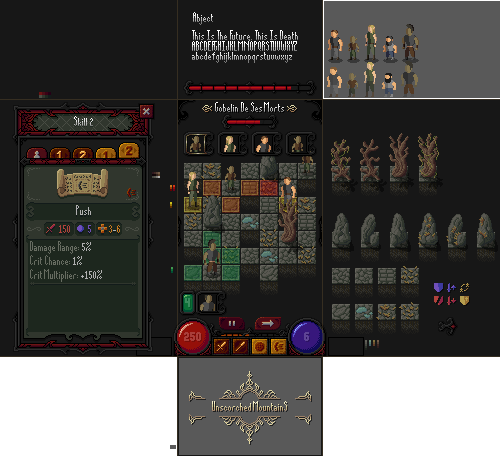 Abject
This Is The Future, This Is Death
ABCDEFGHIJKLMNOPQRSTUVWXYZ
abcdefghijklmnopqrstuvwxyz
Skill 2
1 2 1 2
Push
150 5 3-6
Damage Range: 5%
Crit Chance: 1%
Crit Multiplier: +150%
Gobelin De Ses Morts
250 6
Unscorched MountainS